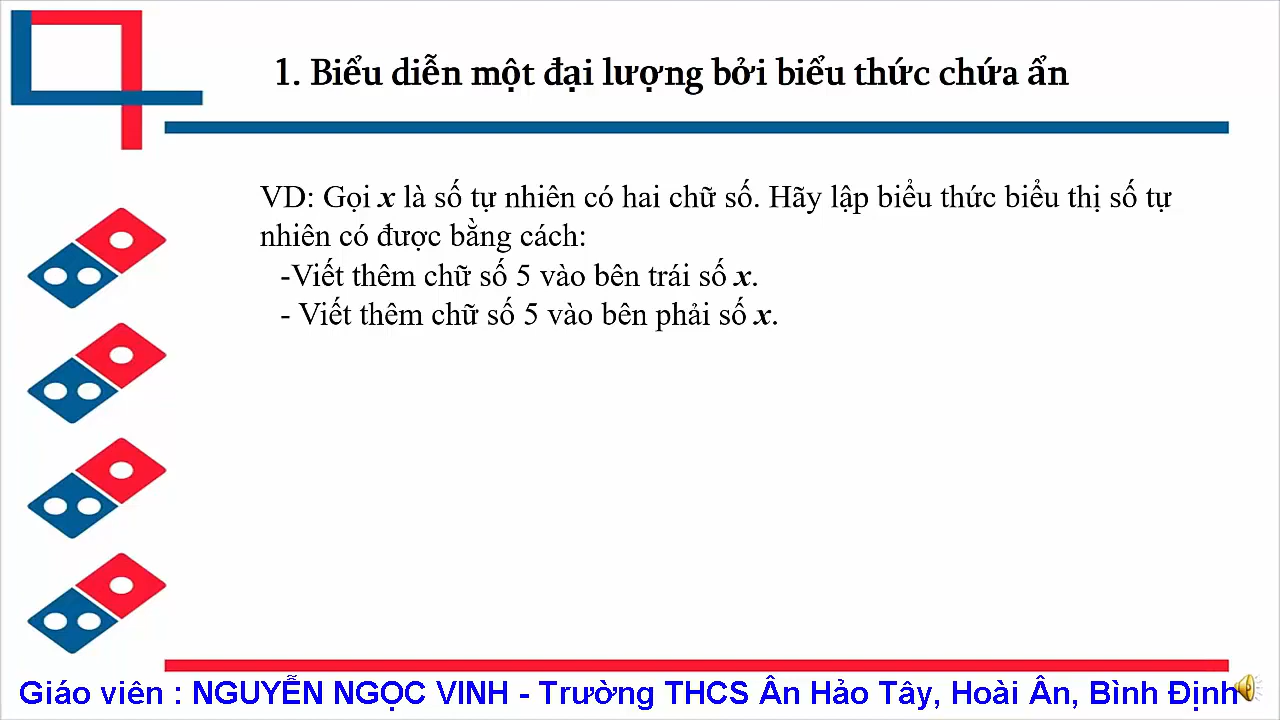 1. Biểu diễn một đại lượng bởi biểu thức chứa ẩn
VD: Gọi x là số tự nhiên có hai chữ số. Hãy lập biểu thức biểu thị số tự
nhiên có được bằng cách:
-Viết thêm chữ số 5 vào bên trái số x.
- Viết thêm chữ số 5 vào bên phải số x.
Giáo viên : NGUYỄN NGỌC VINH - Trường THCS Ân Hảo Tây, Hoài Ân, Bình Định